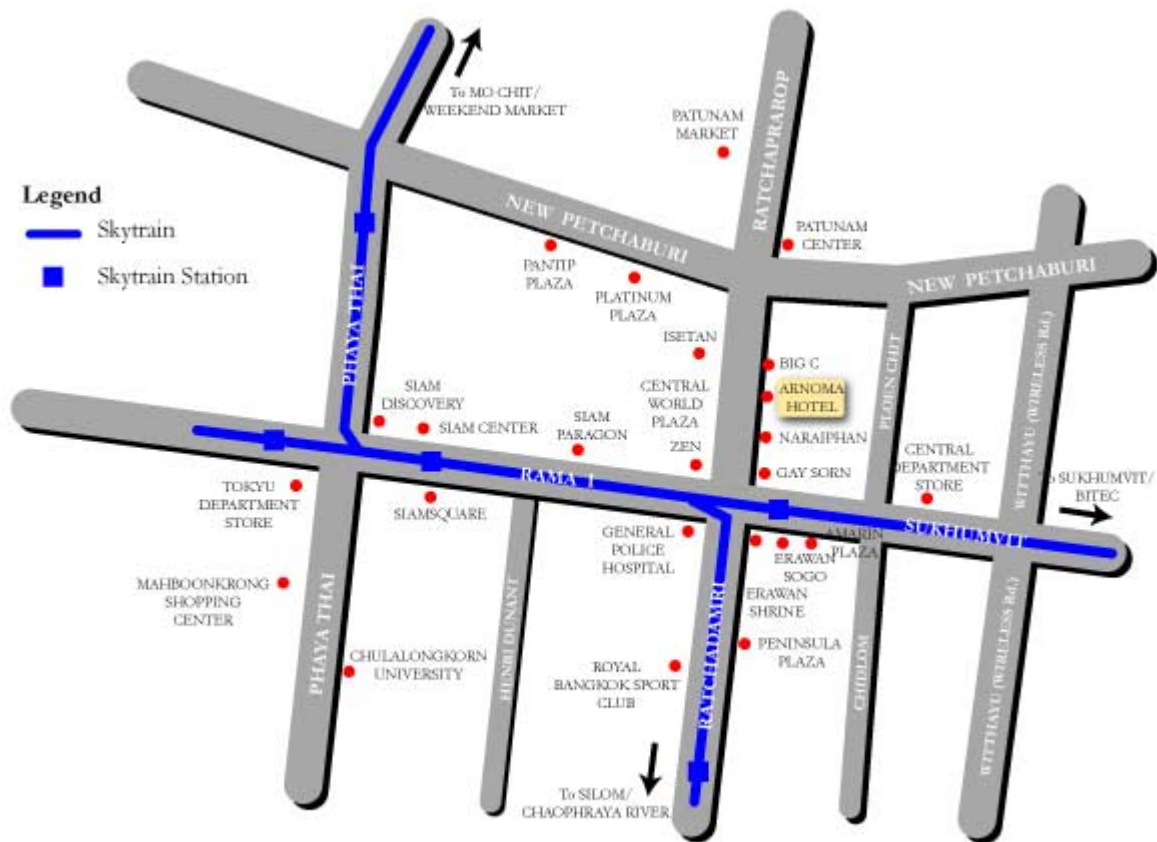 To MO-CHIT/
WEEKEND MARKET
RATCHAPRAROP
PATUNAM
MARKET
Legend
Skytrain
Skytrain Station
NEW PETCHABURI
PATUNAM
CENTER
NEW PETCHABURI
PANTIP
PLAZA
PLATINUM
PLAZA
PHAYA THAI
ISETAN
BIG C
ARNOMA
HOTEL
PLOEN CHIT
WITTHAYU (WIRELESS Rd.)
SIAM
DISCOVERY
SIAM CENTER
SIAM
PARAGON
CENTRAL
WORLD
PLAZA
ZEN
NARAIPHAN
GAY SORN
CENTRAL
DEPARTMENT
STORE
To SUKHUMVIT/
BITEC
TOKYU
DEPARTMENT
STORE
SIAMSQUARE
RAMA 1
SUKHUMVIT
GENERAL
POLICE
HOSPITAL
AMARIN
PLAZA
ERAWAN
SOGO
ERAWAN
SHRINE
MAHBOONKRONG
SHOPPING
CENTER
PHAYA THAI
CHULALONGKORN
UNIVERSITY
HENRI DUNANT
ROYAL
BANGKOK SPORT
CLUB
RATCHADAMRI
PENINSULA
PLAZA
CHIDLOM
WITTHAYU (WIRELESS Rd.)
To SILOM/
CHAOPHRAYA RIVER